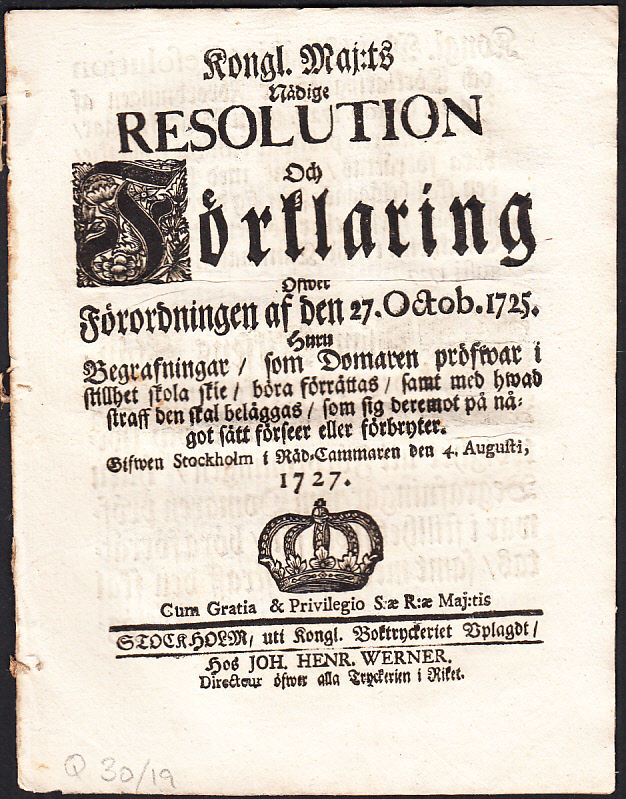 Kongl. Maj:ts
Nådige
RESOLUTION
Och
Förklaring
Ofwer
Förordningen af den 27. Octob. 1725.
Huru
Begrafningar / som Domaren pröfwar i
stillhet skola skie / böra förrättas / samt med hwad
straff den skal beläggas / som sig deremot på nå-
got sätt förseer eller förbryter.
Gifwen Stockholm i Råd-Cammaren den 4. Augusti,
1727.
Cum Gratia & Privilegio S:æ R:æ Maj:tis
STOCKHOLM / uti Kongl. Boktryckeriet Uplagdt /
Hos JOH. HENR. WERNER.
Directeur öfwer alla Tryckerien i Riket.
Q 30/19